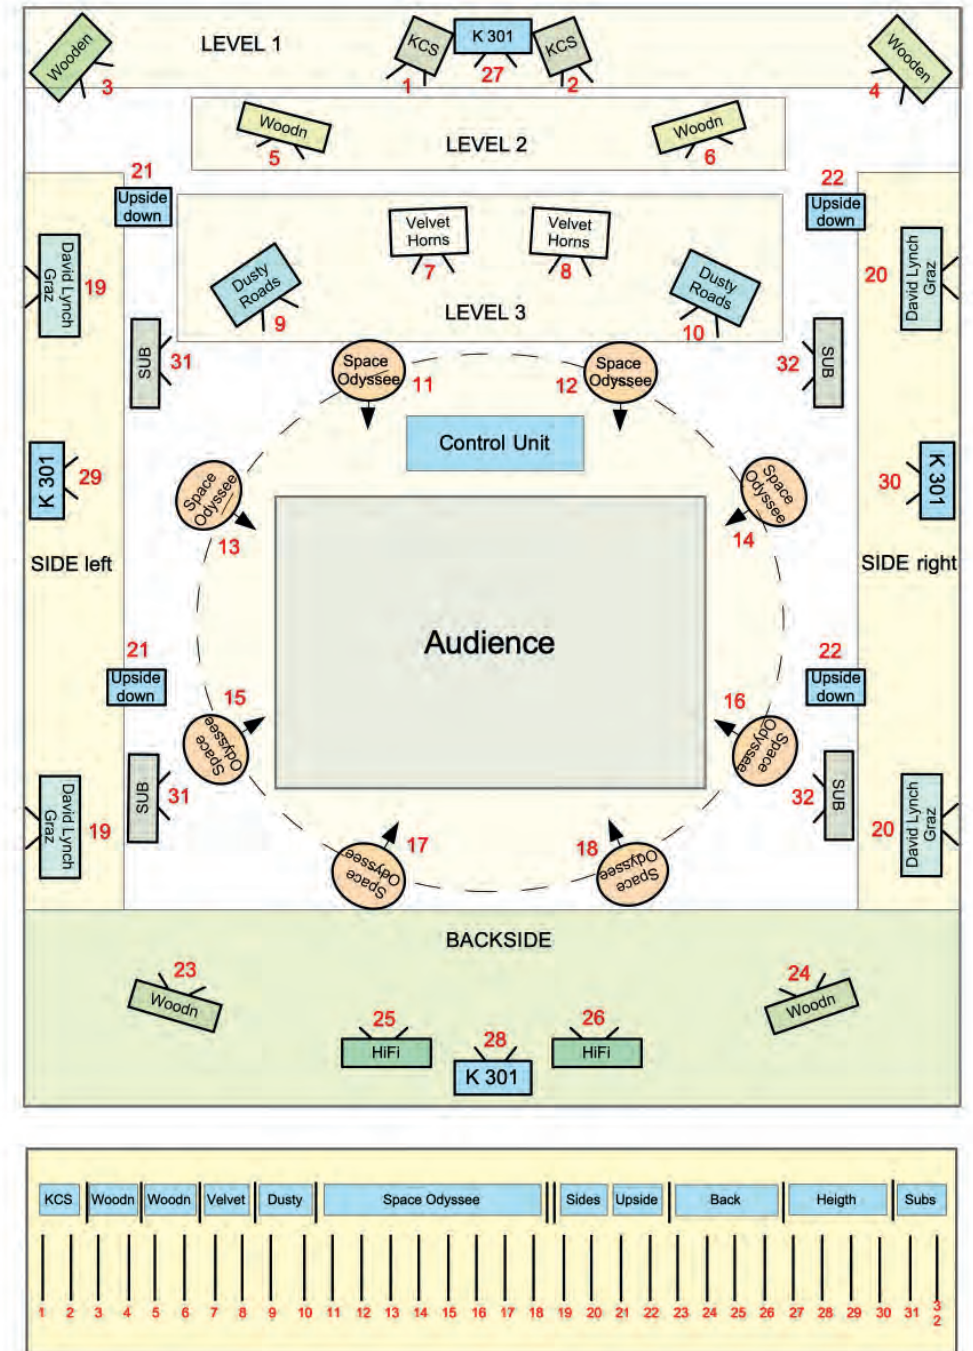 LEVEL 1
Wooden
3
KCS
1
K 301
27
KCS
2
Wooden
4
Woodn
5
LEVEL 2
Woodn
6
21
Upside
down
22
Upside
down
David Lynch
Graz
19
Velvet
Horns
7
Velvet
Horns
8
20
David Lynch
Graz
Dusty
Roads
9
LEVEL 3
Dusty
Roads
10
SUB
31
Space
Odyssee
11
12
Space
Odyssee
32
SUB
Control Unit
K 301
29
Space
Odyssee
13
Space
Odyssee
14
30
K 301
SIDE left
SIDE right
Audience
21
Upside
down
22
Upside
down
15
Space
Odyssee
16
Space
Odyssee
SUB
31
32
SUB
David Lynch
Graz
19
17
Space
Odyssee
18
Space
Odyssee
20
David Lynch
Graz
BACKSIDE
23
Woodn
24
Woodn
25
HiFi
26
HiFi
28
K 301
KCS Woodn Woodn Velvet Dusty Space Odyssee Sides Upside Back Heigth Subs
1 2 3 4 5 6 7 8 9 10 11 12 13 14 15 16 17 18 19 20 21 22 23 24 25 26 27 28 29 30 31 3
2